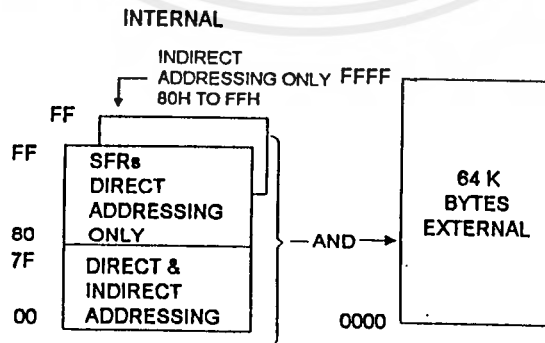 INTERNAL
INDIRECT
ADDRESSING ONLY
80H TO FFH
FFFF
FF
FF
SFRs
DIRECT
ADDRESSING
ONLY
80
7F
DIRECT &
INDIRECT
ADDRESSING
00
AND
64 K
BYTES
EXTERNAL
0000